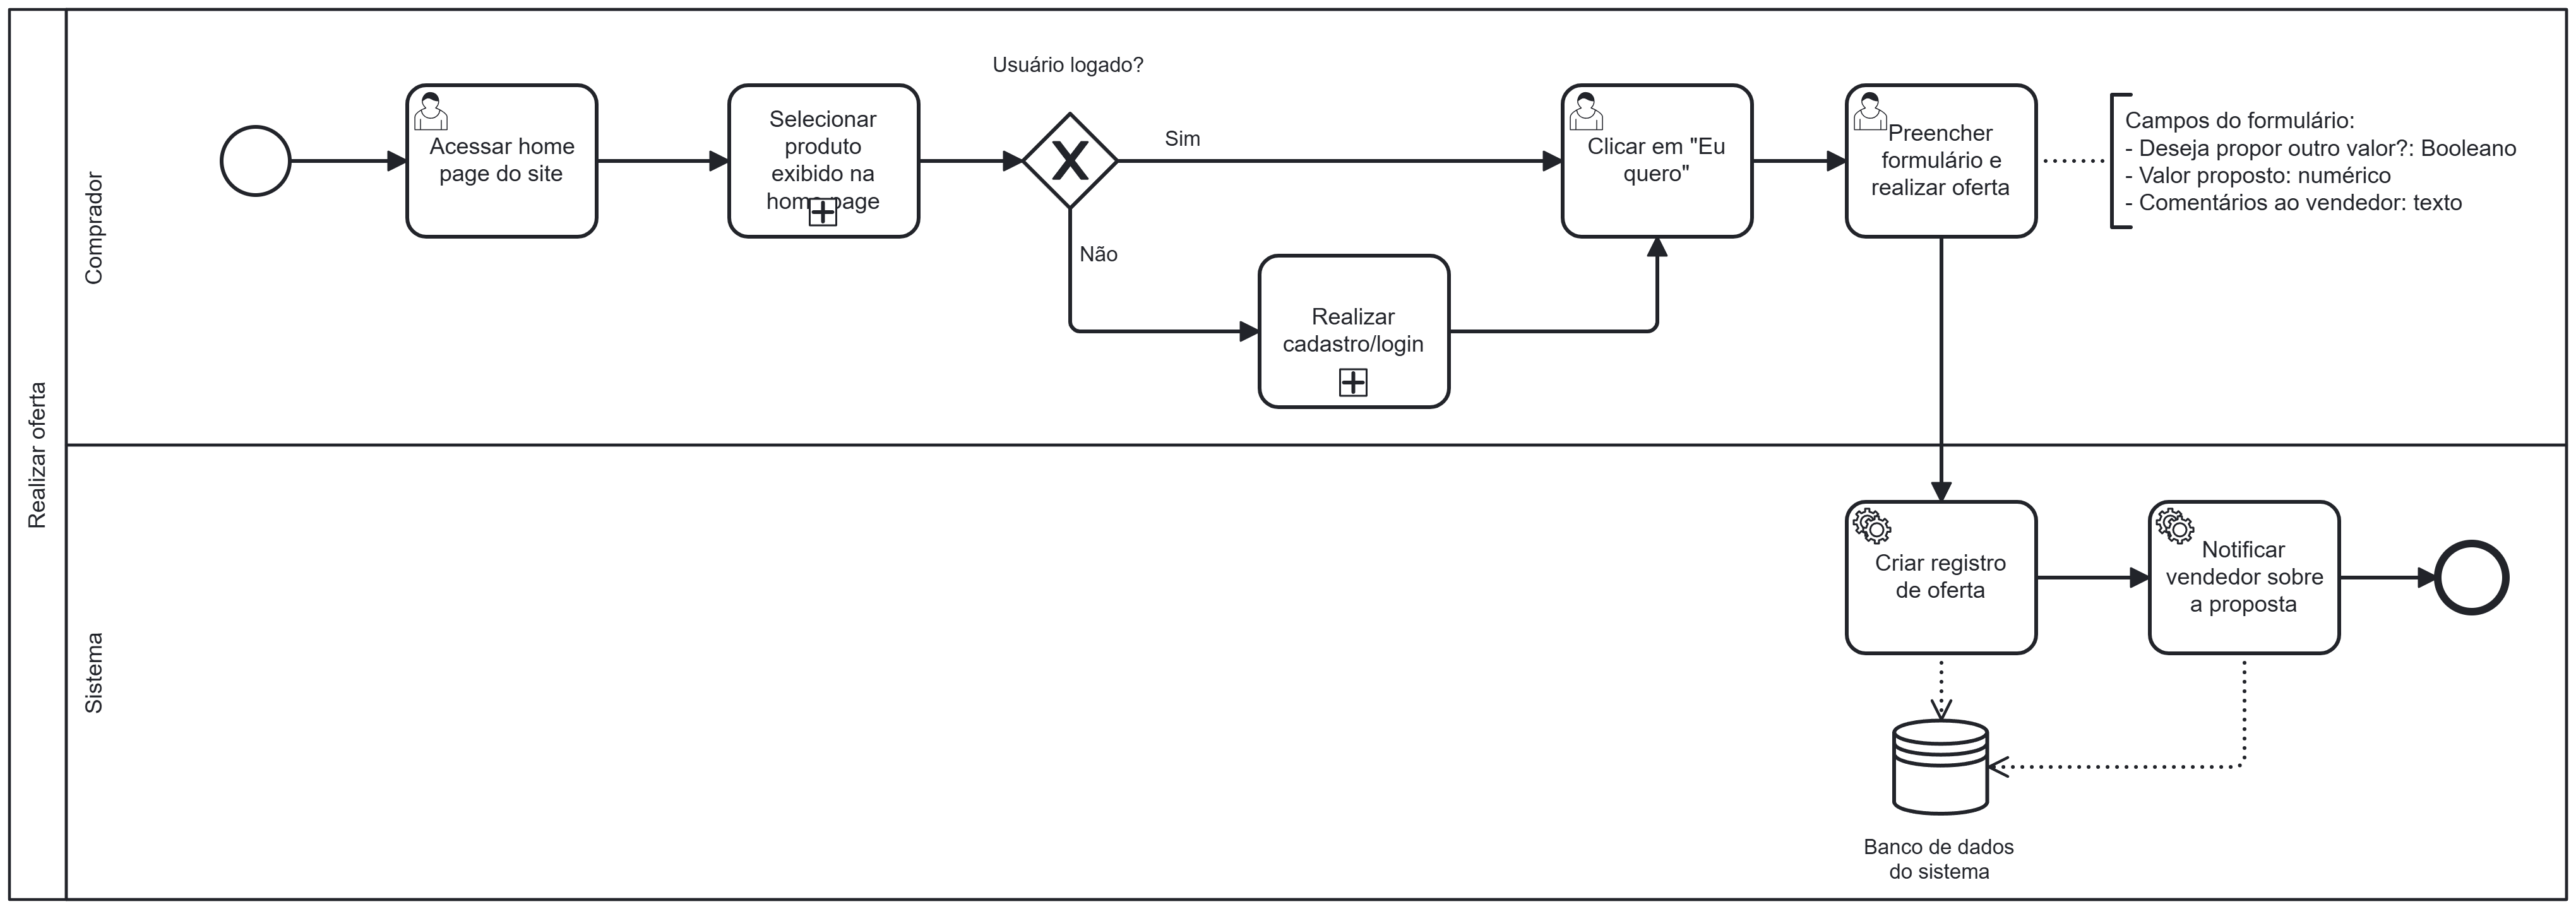 Realizar oferta
Comprador
Usuário logado?
Acessar home
page do site
Selecionar
produto
exibido na
home page
Sim
Não
Realizar
cadastro/login
Clicar em "Eu
quero"
Preencher
formulário e
realizar oferta
Campos do formulário:
- Deseja propor outro valor?: Booleano
- Valor proposto: numérico
- Comentários ao vendedor: texto
Sistema
Criar registro
de oferta
Notificar
vendedor sobre
a proposta
Banco de dados
do sistema